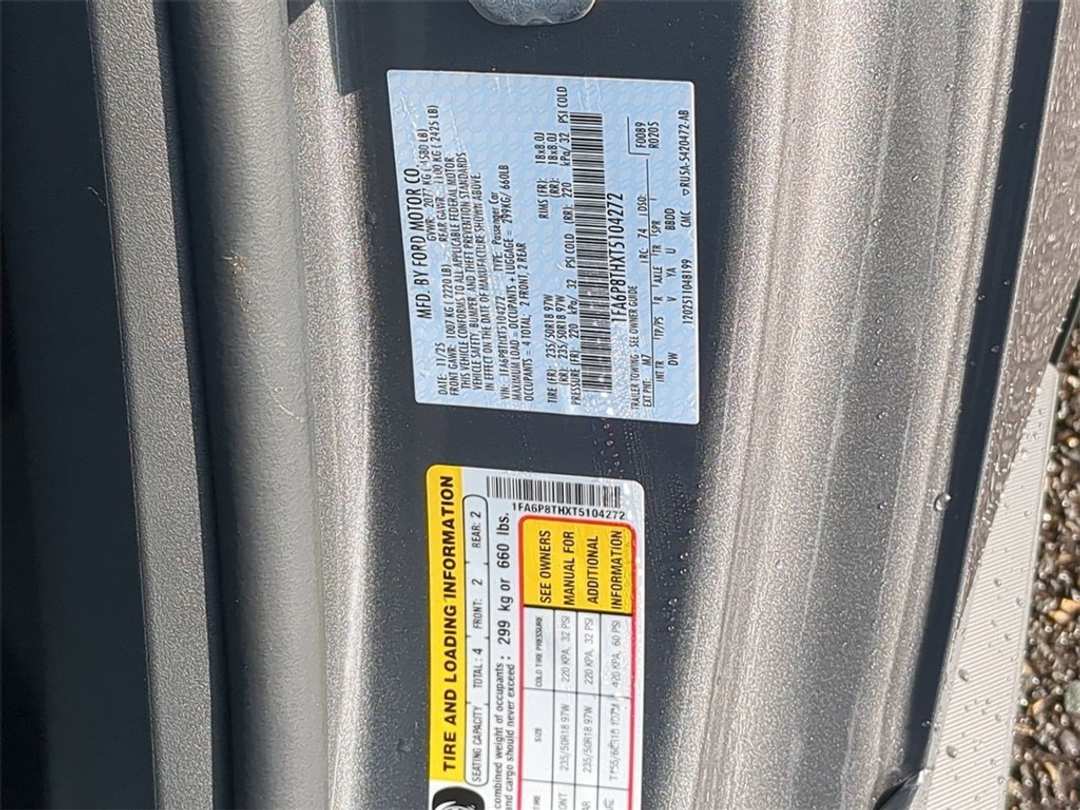 MFD. BY FORD MOTOR CO.
DATE: 11/25 GVWR: 2077 KG ( 4580 LB)
FRONT GAWR: 1007 KG ( 2220 LB) REAR GAWR: 1100 KG ( 2425 LB)
THIS VEHICLE CONFORMS TO ALL APPLICABLE FEDERAL MOTOR
VEHICLE SAFETY, BUMPER, AND THEFT PREVENTION STANDARDS
IN EFFECT ON THE DATE OF MANUFACTURE SHOWN ABOVE.
VIN: 1FA6P8THXT5104272 TYPE: Passenger Car
MAXIMUM LOAD = OCCUPANTS + LUGGAGE = 299KG/ 660LB
OCCUPANTS = 4 TOTAL; 2 FRONT, 2 REAR
TIRE (FR): 235/50R18 97W RIMS (FR): 18x8.0J
(RR): 235/50R18 97W (RR): 18x8.0J
PRESSURE (FR): 220 kPa/ 32 PSI COLD (RR): 220 kPa/ 32 PSI COLD
1FA6P8THXT5104272
TRAILER TOWING - SEE OWNER GUIDE F0089
EXT PNT: M7 RC: 74 DSO: R0205
INT TR TP/PS R AXLE TR SPR
DW V YA U BBDD
120251104B199 CMC RU5A-5420472-AB
TIRE AND LOADING INFORMATION
SEATING CAPACITY TOTAL: 4 FRONT: 2 REAR: 2
combined weight of occupants
and cargo should never exceed : 299 kg or 660 lbs.
1FA6P8THXT5104272
SIZE COLD TIRE PRESSURE
235/50R18 97W 220 KPA, 32 PSI
235/50R18 97W 220 KPA, 32 PSI
420 KPA, 60 PSI
SEE OWNERS
MANUAL FOR
ADDITIONAL
INFORMATION